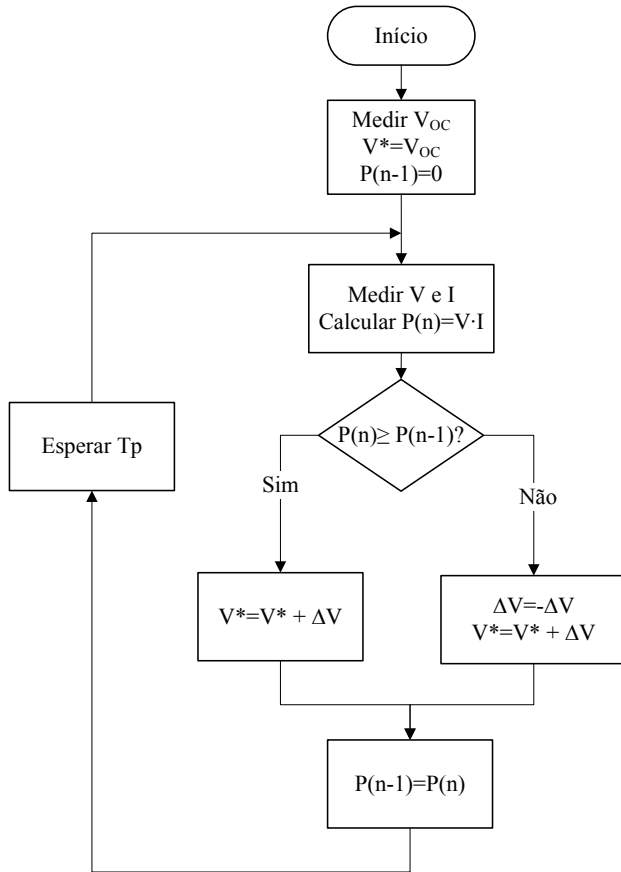 Início
Medir V_OC
V*=V_OC
P(n-1)=0
Medir V e I
Calcular P(n)=V·I
P(n)≥ P(n-1)?
Esperar Tp
Sim
Não
V*=V* + ΔV
ΔV=-ΔV
V*=V* + ΔV
P(n-1)=P(n)